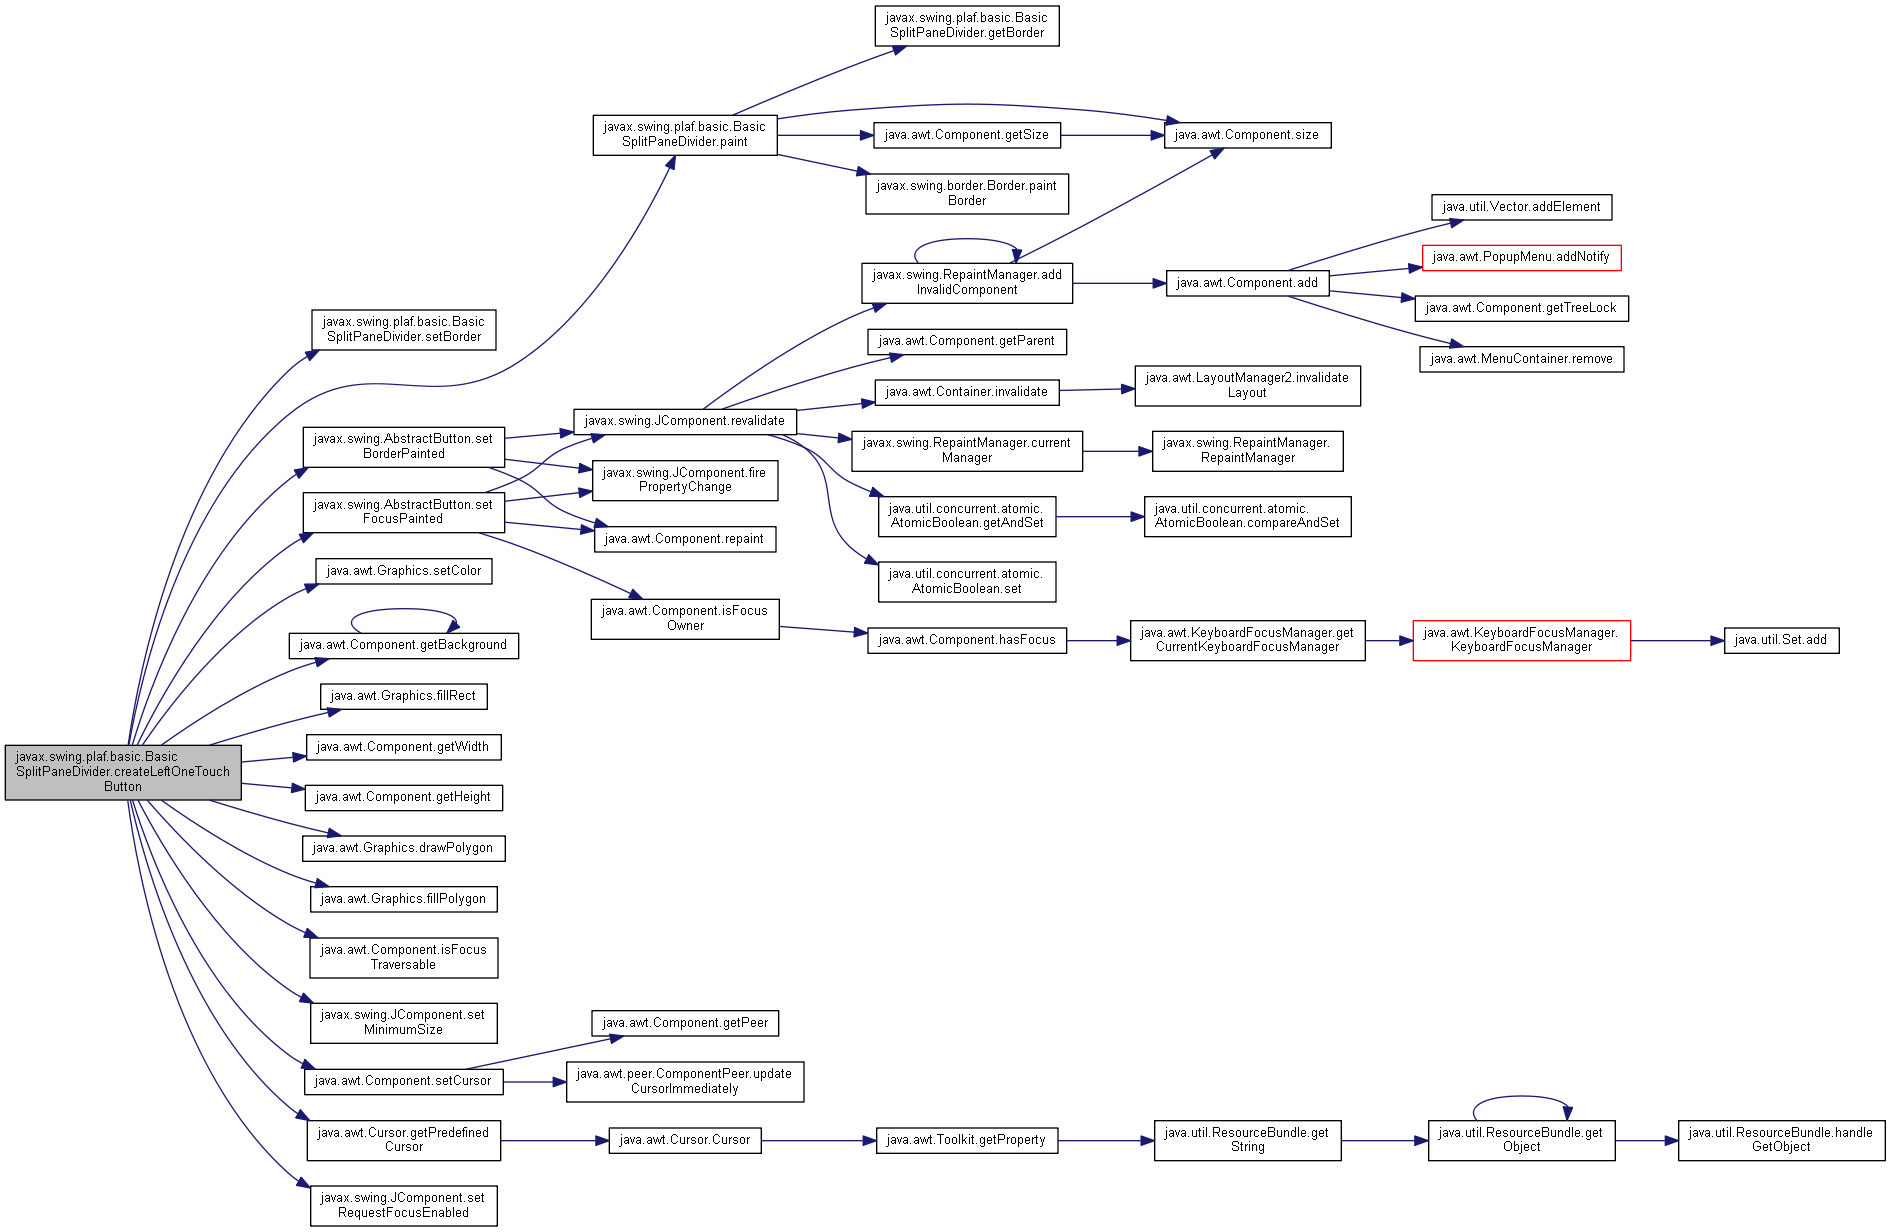 javax.swing.plaf.basic.Basic
SplitPaneDivider.createLeftOneTouch
Button
javax.swing.plaf.basic.Basic
SplitPaneDivider.setBorder
javax.swing.plaf.basic.Basic
SplitPaneDivider.paint
javax.swing.plaf.basic.Basic
SplitPaneDivider.getBorder
java.awt.Component.getSize
java.awt.Component.size
javax.swing.border.Border.paint
Border
javax.swing.AbstractButton.set
BorderPainted
javax.swing.AbstractButton.set
FocusPainted
javax.swing.JComponent.revalidate
javax.swing.JComponent.fire
PropertyChange
java.awt.Component.repaint
java.awt.Component.isFocus
Owner
javax.swing.RepaintManager.add
InvalidComponent
java.awt.Component.add
java.util.Vector.addElement
java.awt.PopupMenu.addNotify
java.awt.Component.getTreeLock
java.awt.MenuContainer.remove
java.awt.Component.getParent
java.awt.Container.invalidate
java.awt.LayoutManager2.invalidate
Layout
javax.swing.RepaintManager.current
Manager
javax.swing.RepaintManager.
RepaintManager
java.util.concurrent.atomic.
AtomicBoolean.getAndSet
java.util.concurrent.atomic.
AtomicBoolean.compareAndSet
java.util.concurrent.atomic.
AtomicBoolean.set
java.awt.Component.hasFocus
java.awt.KeyboardFocusManager.get
CurrentKeyboardFocusManager
java.awt.KeyboardFocusManager.
KeyboardFocusManager
java.util.Set.add
java.awt.Graphics.setColor
java.awt.Component.getBackground
java.awt.Graphics.fillRect
java.awt.Component.getWidth
java.awt.Component.getHeight
java.awt.Graphics.drawPolygon
java.awt.Graphics.fillPolygon
java.awt.Component.isFocus
Traversable
javax.swing.JComponent.set
MinimumSize
java.awt.Component.setCursor
java.awt.Component.getPeer
java.awt.peer.ComponentPeer.update
CursorImmediately
java.awt.Cursor.getPredefined
Cursor
java.awt.Cursor.Cursor
java.awt.Toolkit.getProperty
java.util.ResourceBundle.get
String
java.util.ResourceBundle.get
Object
java.util.ResourceBundle.handle
GetObject
javax.swing.JComponent.set
RequestFocusEnabled